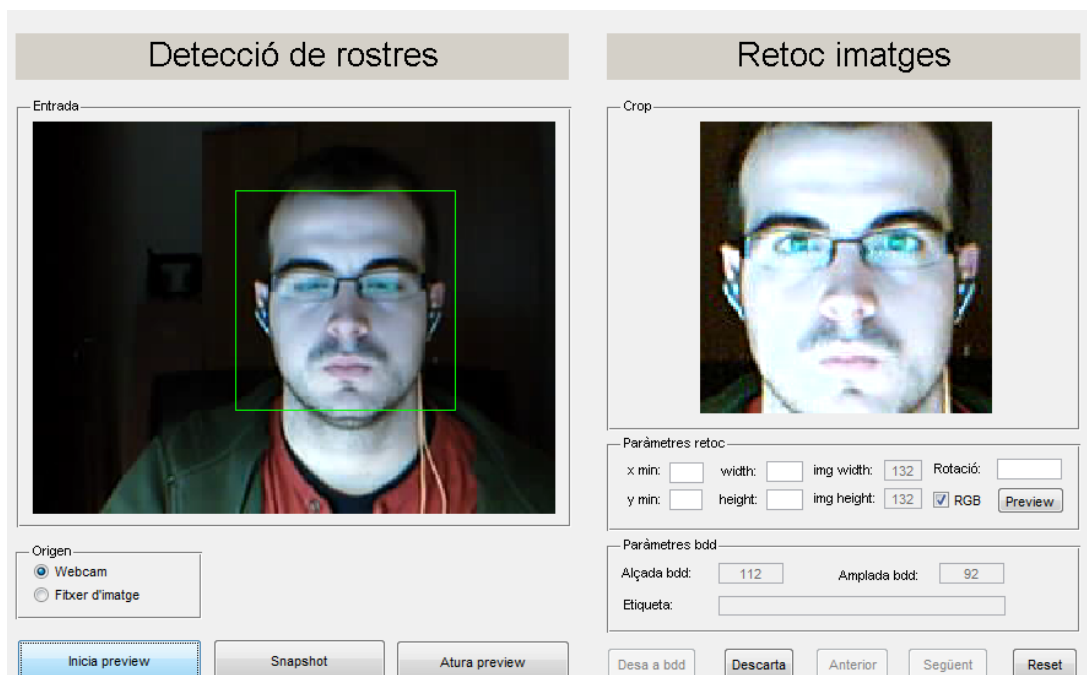 Detecció de rostres
Entrada
Origen
Webcam
Fitxer d'imatge
Inicia preview
Snapshot
Atura preview
Retoc imatges
Crop
Paràmetres retoc
x min:
width:
img width: 132
Rotació:
y min:
height:
img height: 132
RGB
Preview
Paràmetres bdd
Alçada bdd: 112
Amplada bdd: 92
Etiqueta:
Desa a bdd
Descarta
Anterior
Següent
Reset